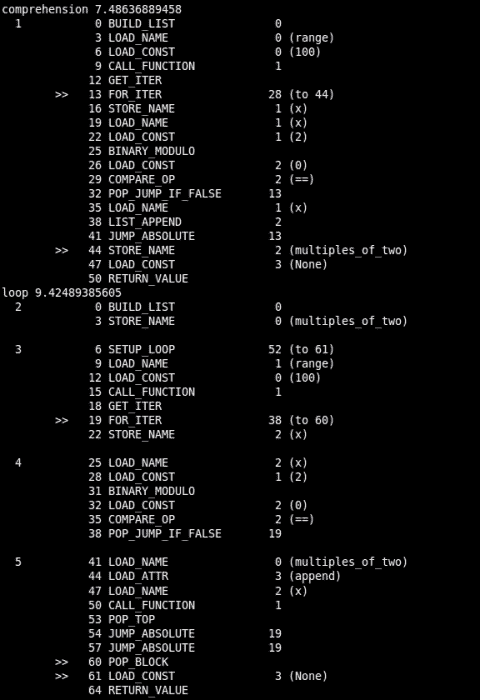 comprehension 7.48636889458
1 0 BUILD_LIST 0
3 LOAD_NAME 0 (range)
6 LOAD_CONST 0 (100)
9 CALL_FUNCTION 1
12 GET_ITER
>> 13 FOR_ITER 28 (to 44)
16 STORE_NAME 1 (x)
19 LOAD_NAME 1 (x)
22 LOAD_CONST 1 (2)
25 BINARY_MODULO
26 LOAD_CONST 2 (0)
29 COMPARE_OP 2 (==)
32 POP_JUMP_IF_FALSE 13
35 LOAD_NAME 1 (x)
38 LIST_APPEND 2
41 JUMP_ABSOLUTE 13
>> 44 STORE_NAME 2 (multiples_of_two)
47 LOAD_CONST 3 (None)
50 RETURN_VALUE
loop 9.42489385605
2 0 BUILD_LIST 0
3 STORE_NAME 0 (multiples_of_two)
3 6 SETUP_LOOP 52 (to 61)
9 LOAD_NAME 1 (range)
12 LOAD_CONST 0 (100)
15 CALL_FUNCTION 1
18 GET_ITER
>> 19 FOR_ITER 38 (to 60)
22 STORE_NAME 2 (x)
4 25 LOAD_NAME 2 (x)
28 LOAD_CONST 1 (2)
31 BINARY_MODULO
32 LOAD_CONST 2 (0)
35 COMPARE_OP 2 (==)
38 POP_JUMP_IF_FALSE 19
5 41 LOAD_NAME 0 (multiples_of_two)
44 LOAD_ATTR 3 (append)
47 LOAD_NAME 2 (x)
50 CALL_FUNCTION 1
53 POP_TOP
54 JUMP_ABSOLUTE 19
57 JUMP_ABSOLUTE 19
>> 60 POP_BLOCK
>> 61 LOAD_CONST 3 (None)
64 RETURN_VALUE